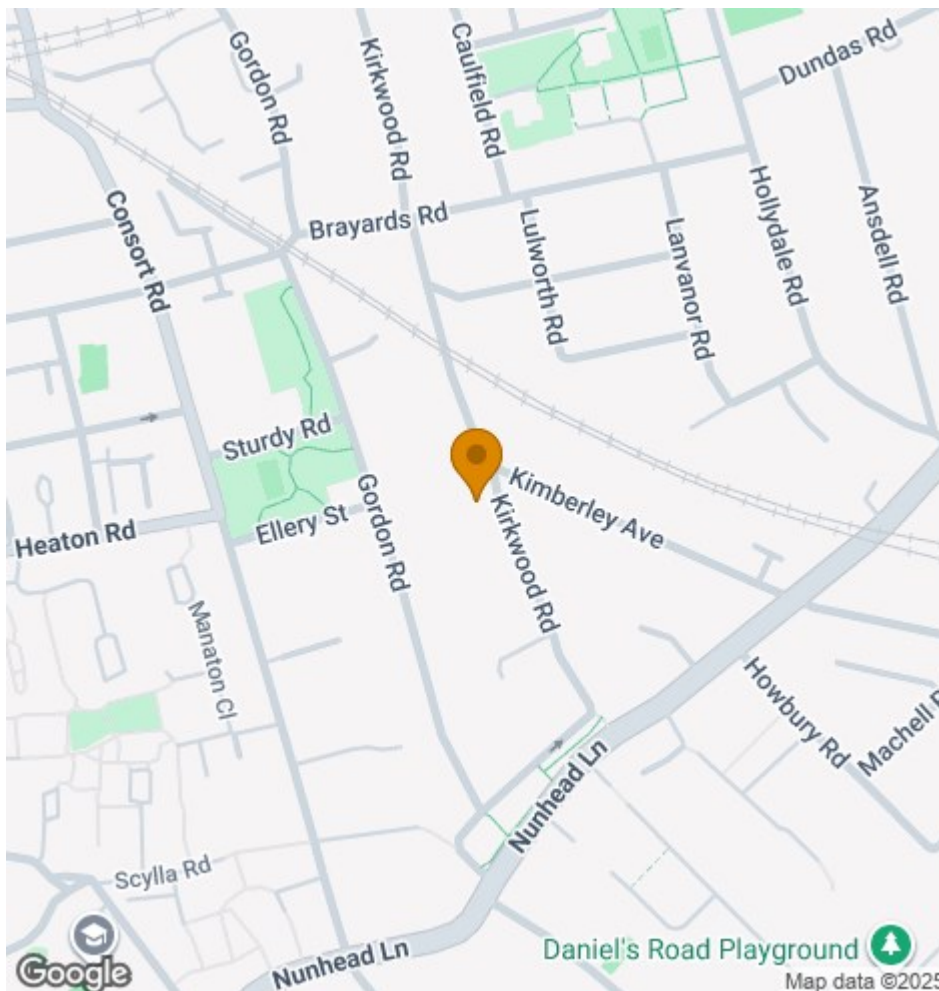 Gordon Rd
Kirkwood Rd
Caulfield Rd
Dundas Rd
Consort Rd
Brayards Rd
Lulworth Rd
Lanvanor Rd
Hollydale Rd
Ansdell Rd
Sturdy Rd
Ellery St
Heaton Rd
Gordon Rd
Kimberley Ave
Kirkwood Rd
Manaton Cl
Howbury Rd
Machell R
Nunhead Ln
Scylla Rd
Nunhead Ln
Daniel's Road Playground
Google
Map data ©2025